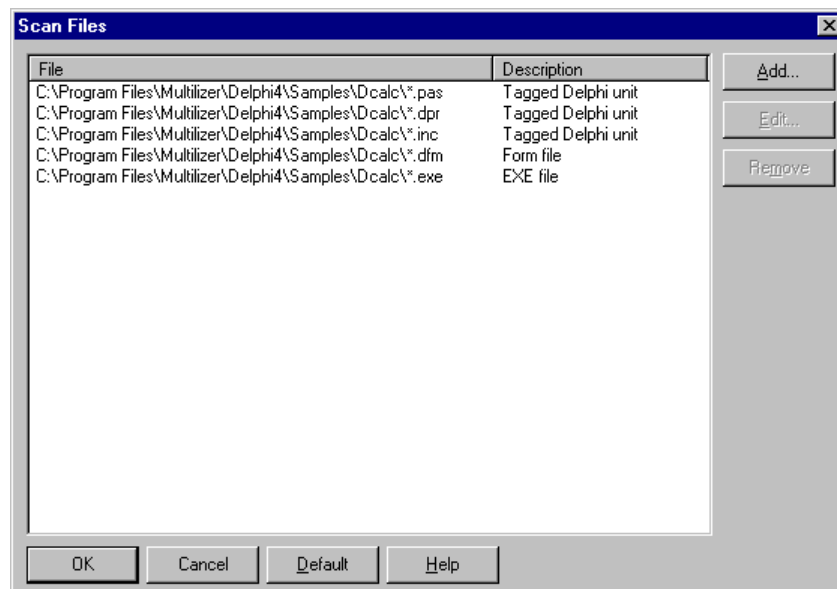 Scan Files
File Description
C:\Program Files\Multilizer\Delphi4\Samples\Dcalc\*.pas Tagged Delphi unit
C:\Program Files\Multilizer\Delphi4\Samples\Dcalc\*.dpr Tagged Delphi unit
C:\Program Files\Multilizer\Delphi4\Samples\Dcalc\*.inc Tagged Delphi unit
C:\Program Files\Multilizer\Delphi4\Samples\Dcalc\*.dfm Form file
C:\Program Files\Multilizer\Delphi4\Samples\Dcalc\*.exe EXE file
Add...
Edit...
Remove
OK Cancel Default Help